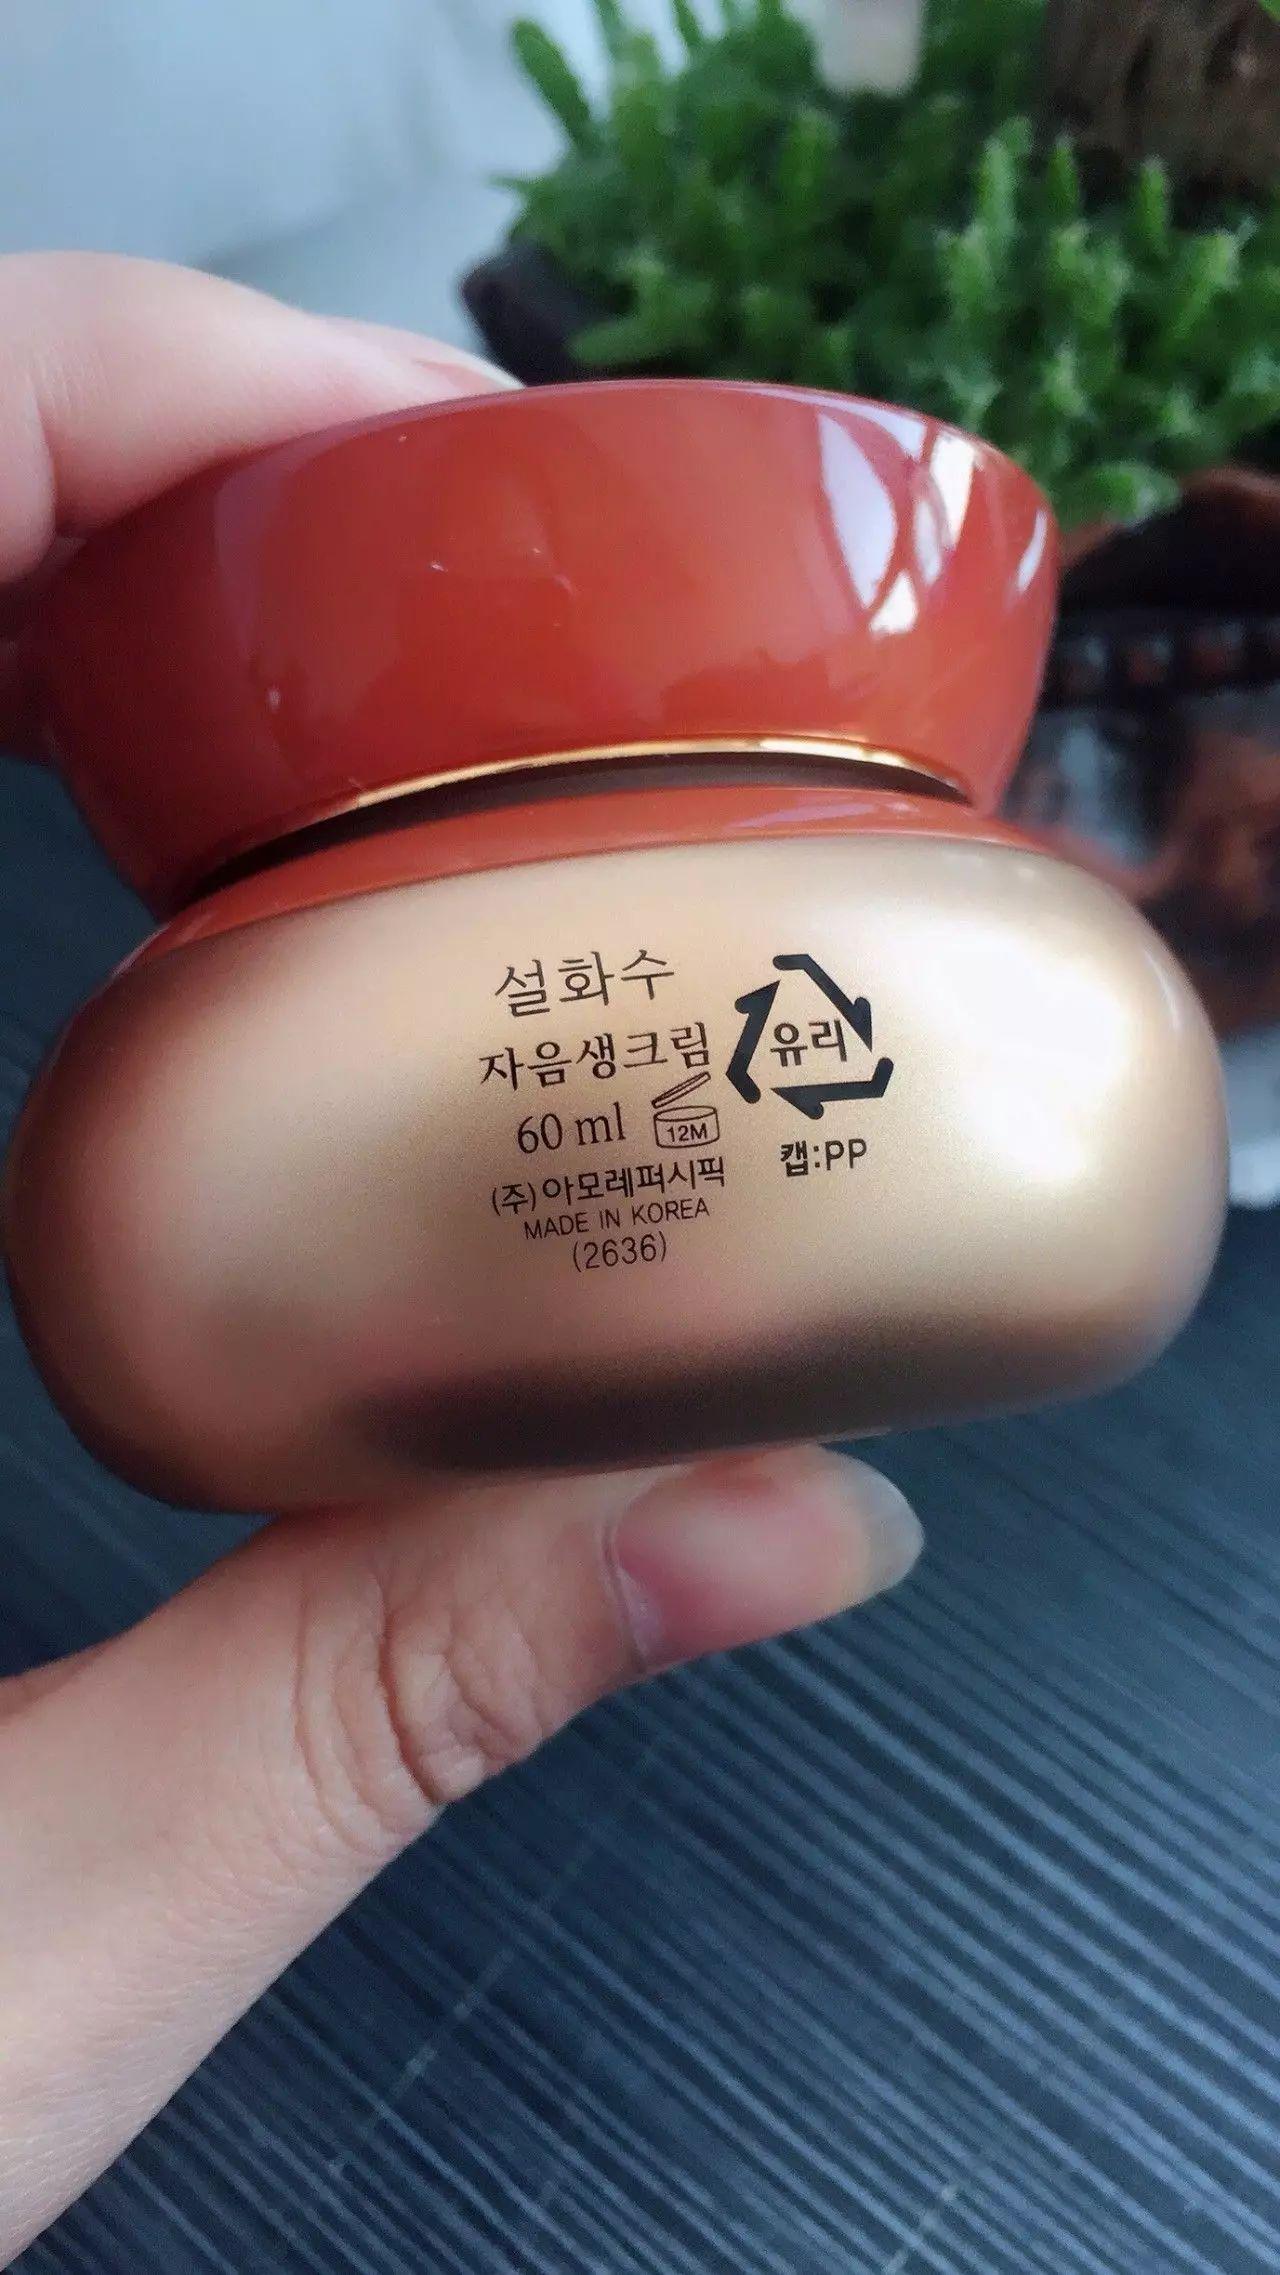 설화수
자음생크림
60 ml
12M
(주)아모레퍼시픽
MADE IN KOREA
(2636)
유리
캡:PP